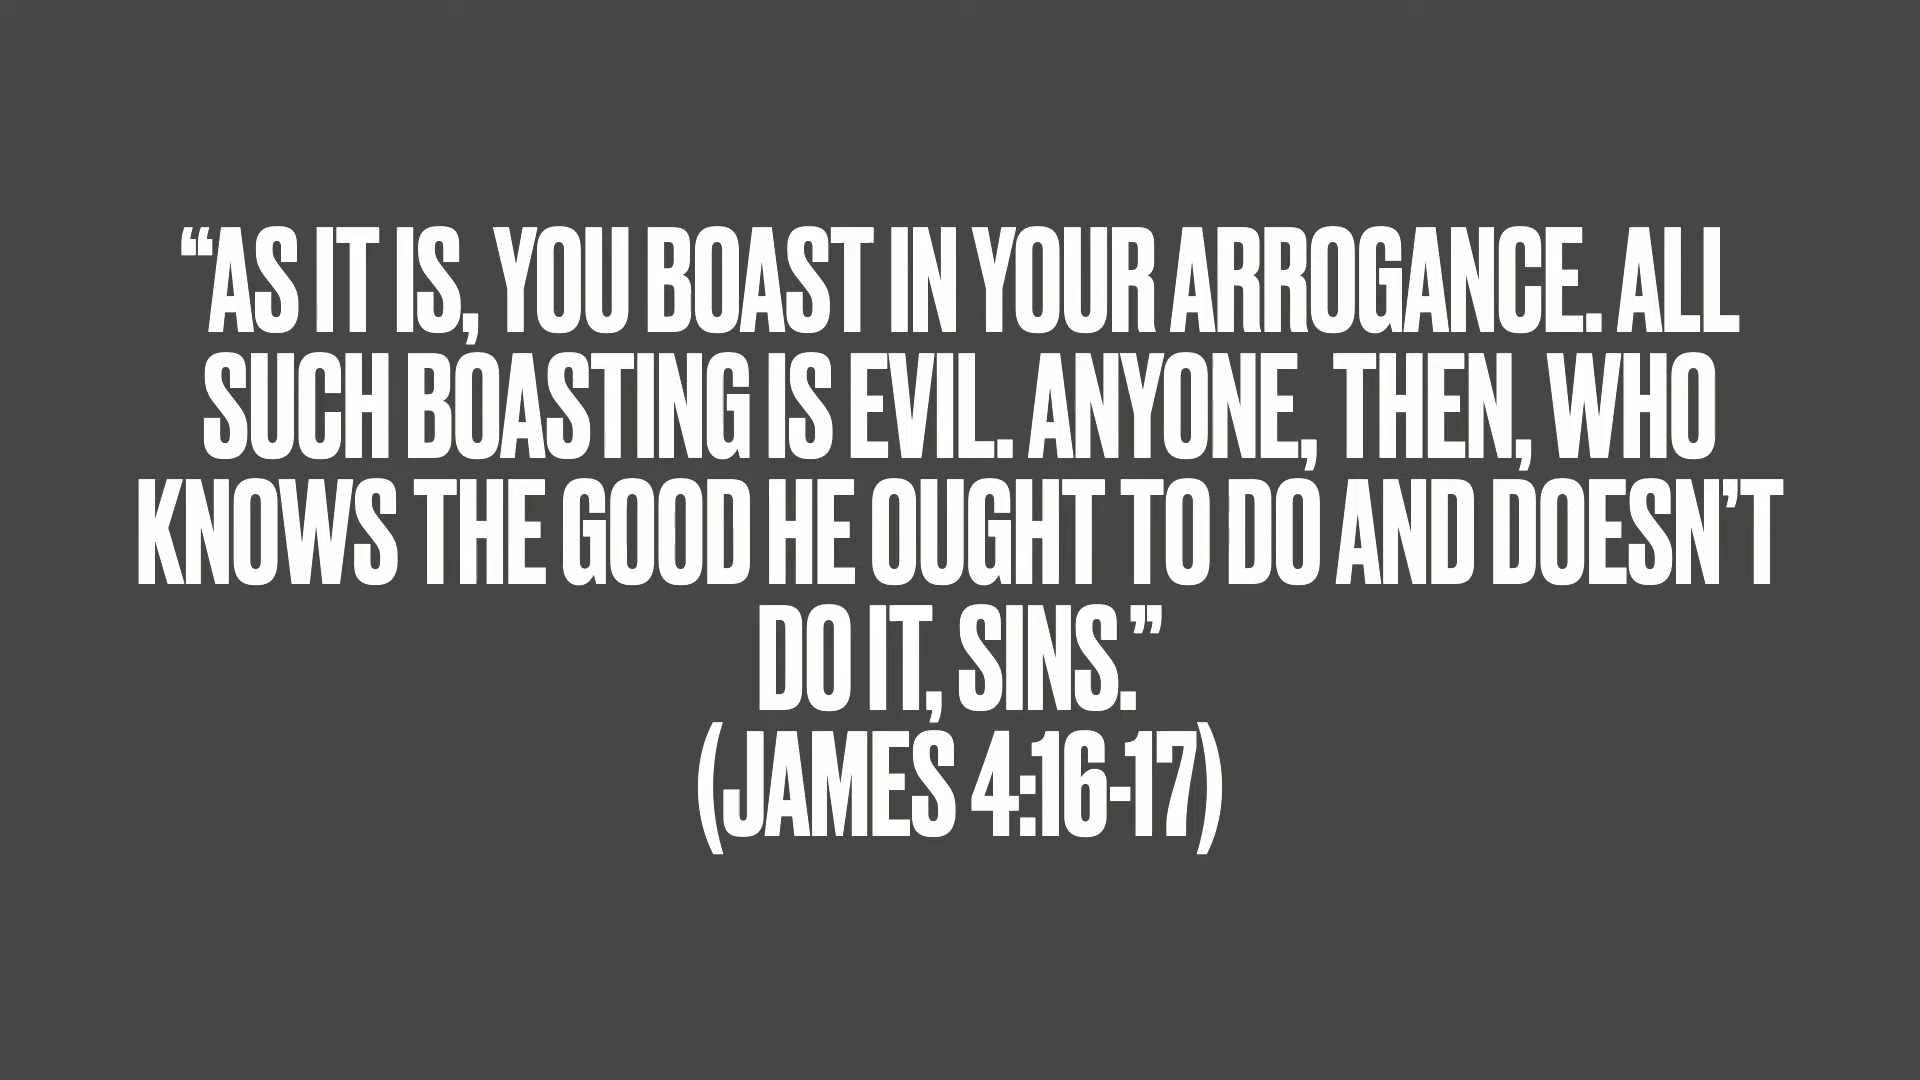 “AS IT IS, YOU BOAST IN YOUR ARROGANCE. ALL
SUCH BOASTING IS EVIL. ANYONE, THEN, WHO
KNOWS THE GOOD HE OUGHT TO DO AND DOESN’T
DO IT, SINS.”
(JAMES 4:16-17)